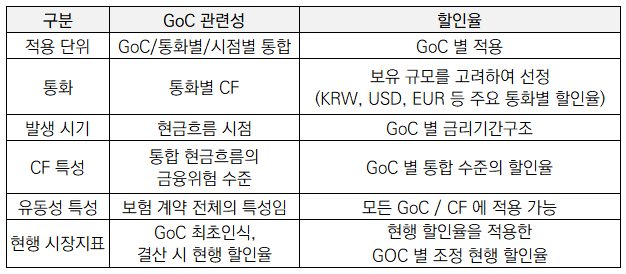 구분 GoC 관련성 할인율
적용 단위 GoC/통화별/시점별 통합 GoC 별 적용
통화 통화별 CF 보유 규모를 고려하여 선정
(KRW, USD, EUR 등 주요 통화별 할인율)
발생 시기 현금흐름 시점 GoC 별 금리기간구조
CF 특성 통합 현금흐름의
금융위험 수준 GoC 별 통합 수준의 할인율
유동성 특성 보험 계약 전체의 특성임 모든 GoC / CF 에 적용 가능
현행 시장지표 GoC 최초인식,
결산 시 현행 할인율 현행 할인율을 적용한
GOC 별 조정 현행 할인율